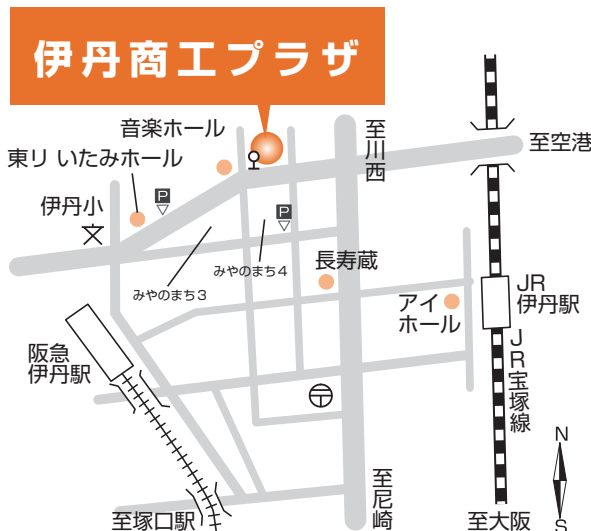 伊丹商工プラザ
音楽ホール
至川西
至空港
東リ いたみホール
P
伊丹小
文
P
みやのまち4
みやのまち3
長寿蔵
アイ
ホール
JR
伊丹駅
阪急
伊丹駅
JR宝塚線
〒
N
至尼崎
至塚口駅
至大阪
S